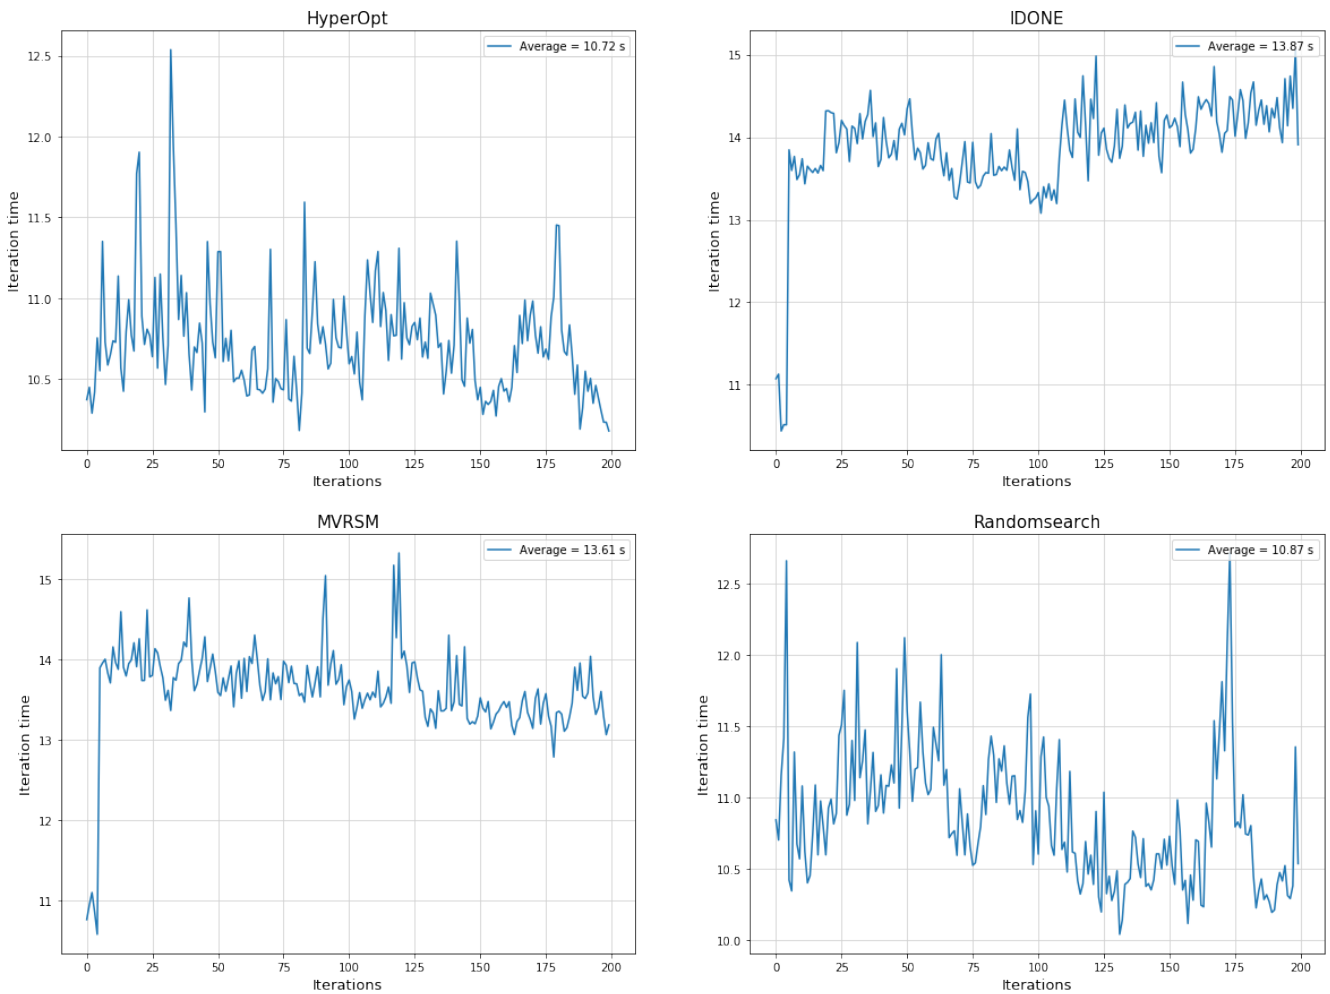 HyperOpt
Average = 10.72 s
12.5
12.0
11.5
11.0
10.5
Iteration time
0 25 50 75 100 125 150 175 200
Iterations
IDONE
Average = 13.87 s
15
14
13
12
11
Iteration time
0 25 50 75 100 125 150 175 200
Iterations
MVRSM
Average = 13.61 s
15
14
13
12
11
Iteration time
0 25 50 75 100 125 150 175 200
Iterations
Randomsearch
Average = 10.87 s
12.5
12.0
11.5
11.0
10.5
10.0
Iteration time
0 25 50 75 100 125 150 175 200
Iterations